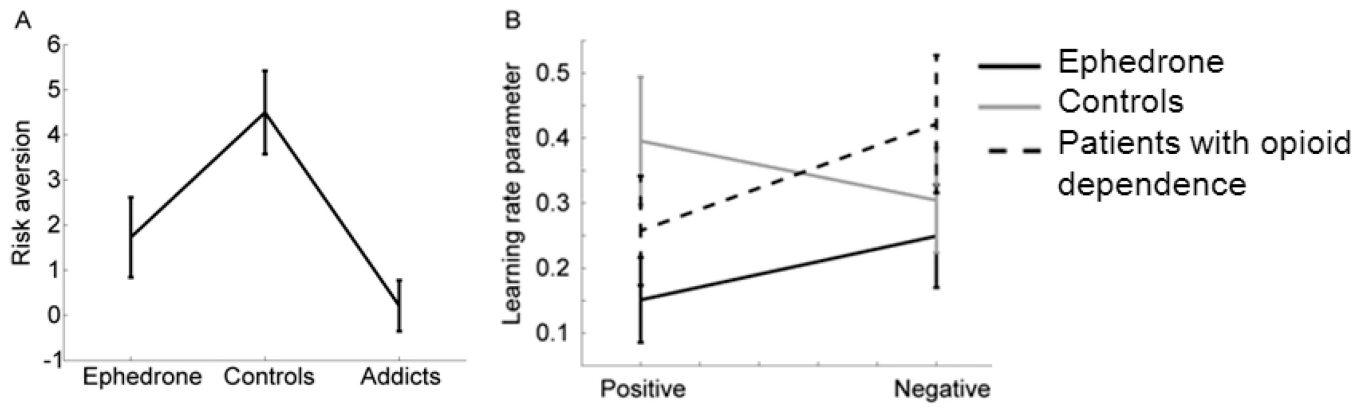 A
Risk aversion
6
5
4
3
2
1
0
-1
Ephedrone Controls Addicts
B
Learning rate parameter
0.5
0.4
0.3
0.2
0.1
Positive Negative
Ephedrone
Controls
Patients with opioid
dependence